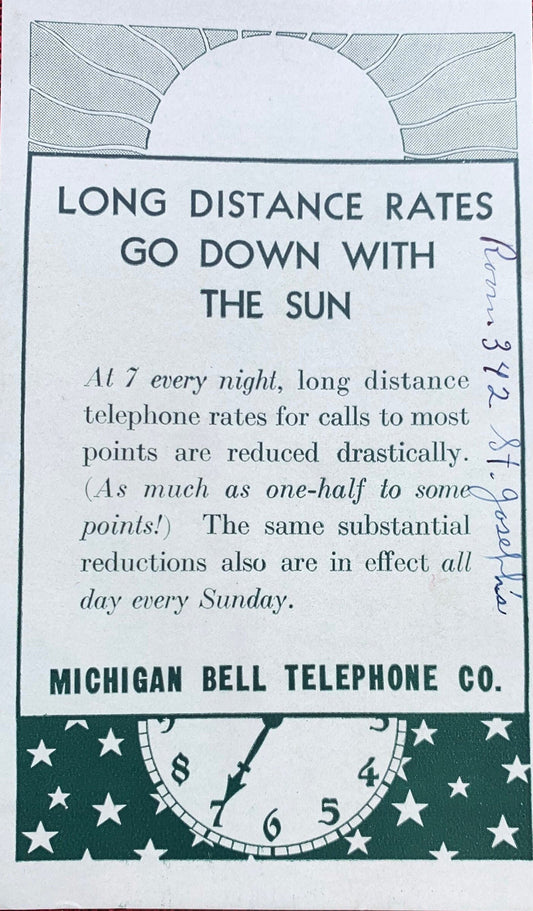 LONG DISTANCE RATES
GO DOWN WITH
THE SUN
At 7 every night, long distance
telephone rates for calls to most
points are reduced drastically.
(As much as one-half to some
points!) The same substantial
reductions also are in effect all
day every Sunday.
MICHIGAN BELL TELEPHONE CO.
Room 342 St. Joseph's
9 3
8 4
7 6 5